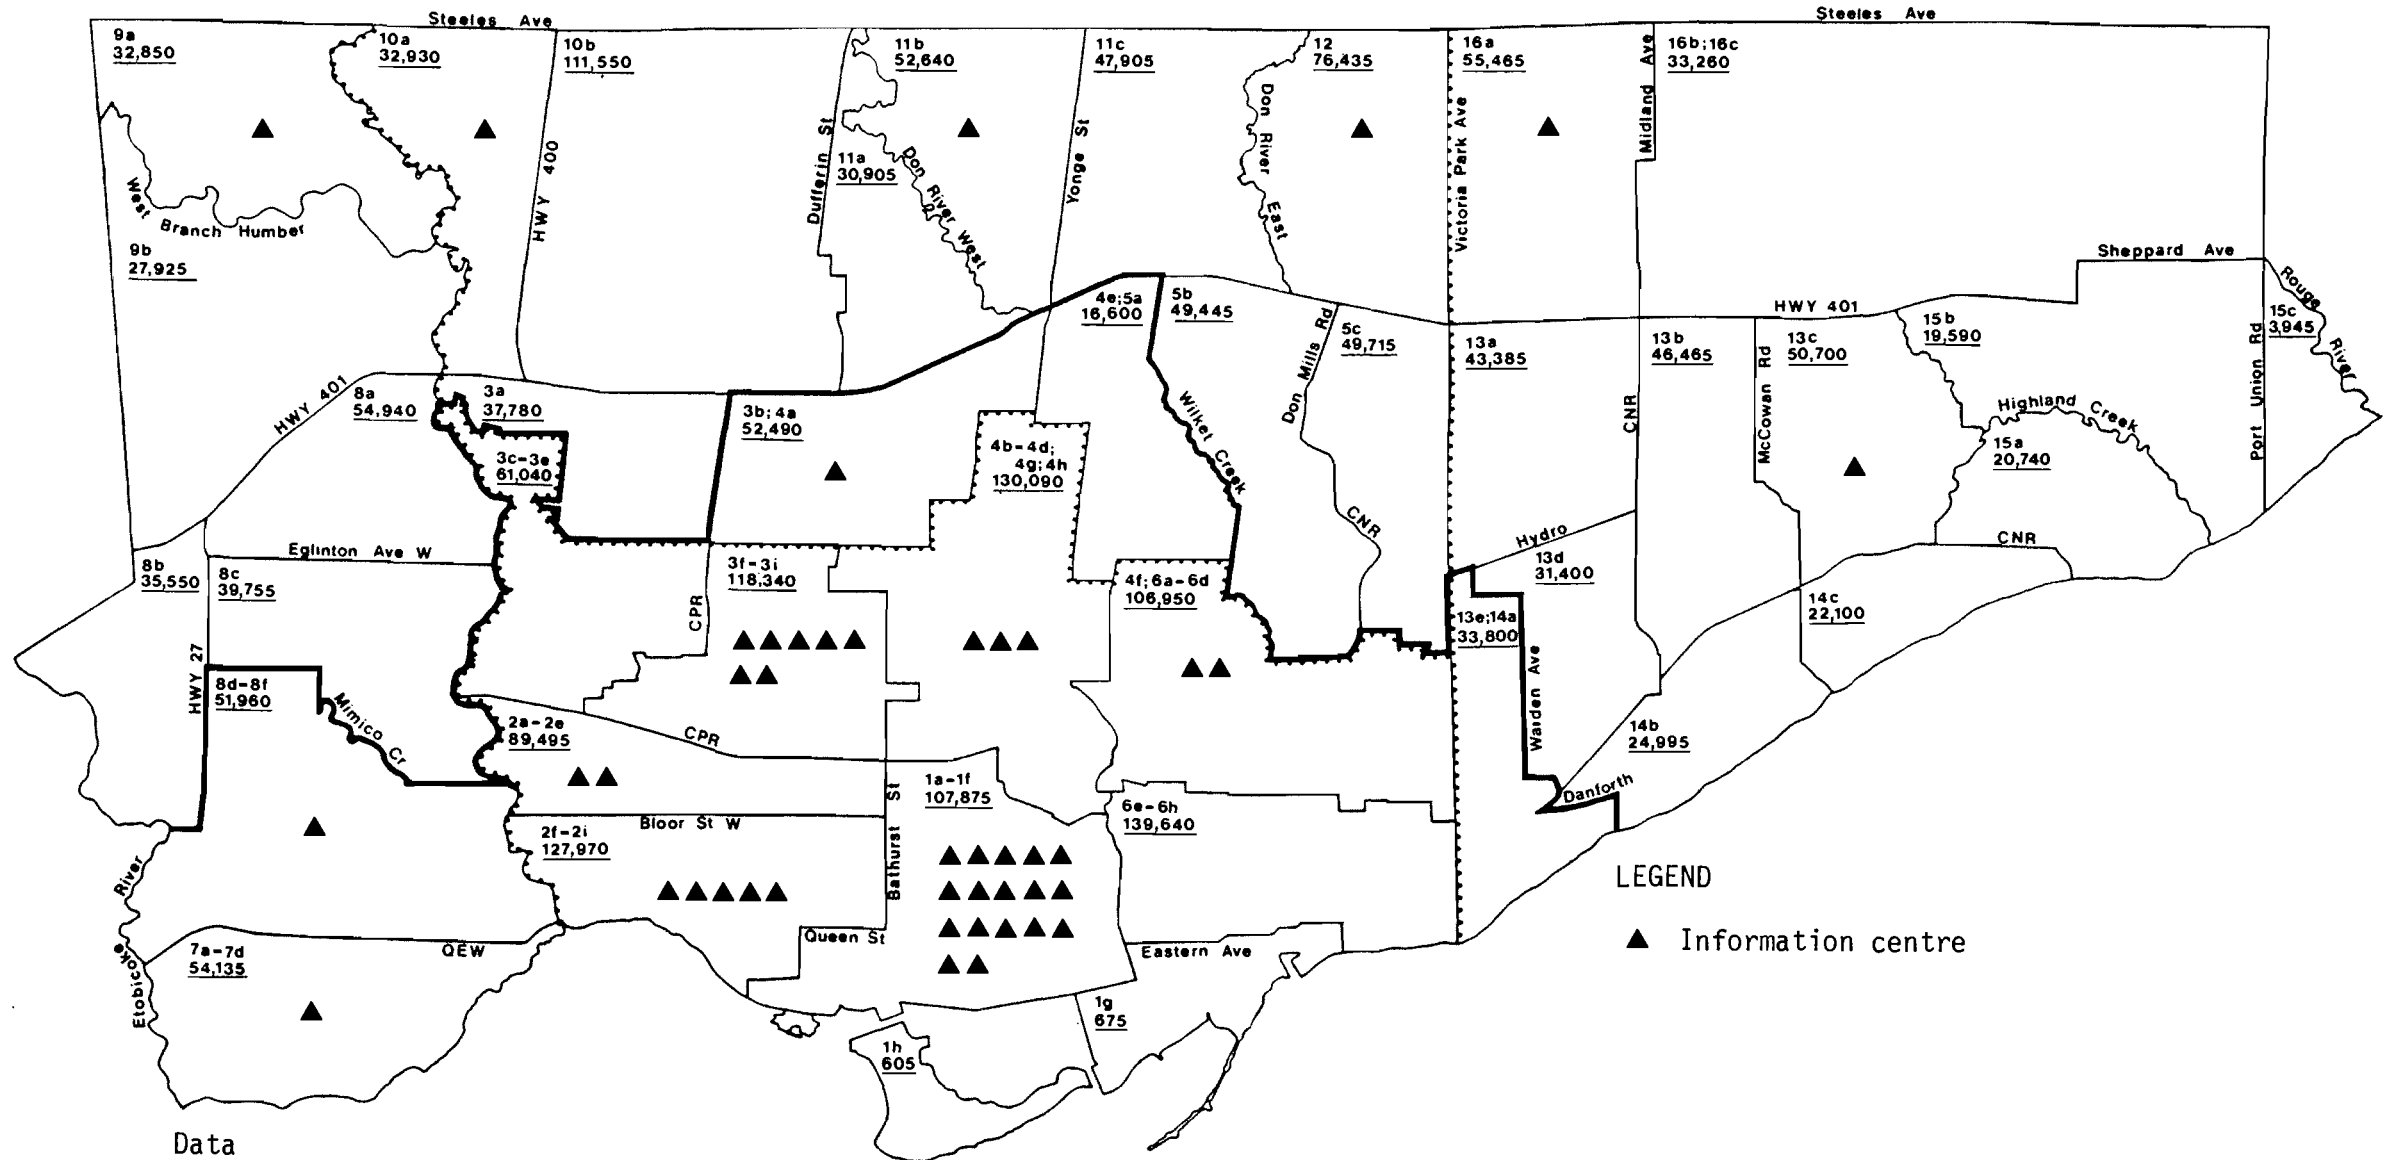 Steeles Ave
Steeles Ave
9a
32,850
10a
32,930
10b
111,550
11b
52,640
11c
47,905
12
76,435
16a
55,465
Midland Ave
16b;16c
33,260
HWY 400
Dufferin St
11a
30,905
Don River West
Yonge St
Don River East
Victoria Park Ave
West Branch Humber
9b
27,925
Sheppard Ave
Rouge River
4e;5a
16,600
5b
49,445
HWY 401
15c
3,945
Don Mills Rd
5c
49,715
13a
43,385
13b
46,465
McCowan Rd
13c
50,700
15b
19,590
Port Union Rd
HWY 401
8a
54,940
3a
37,780
3b;4a
52,490
Wilket Creek
CNR
Highland Creek
3c-3e
61,040
4b-4d;
4g;4h
130,090
15a
20,740
CNR
Hydro
CNR
Eglinton Ave W
8b
35,550
8c
39,755
3f-3i
118,340
4f;6a-6d
106,950
13d
31,400
CPR
13e;14a
33,800
14c
22,100
HWY 27
8d-8f
51,960
Mimico Cr
2a-2e
89,495
CPR
Warden Ave
14b
24,995
1a-1f
107,875
Danforth
6e-6h
139,640
Bloor St W
Bathurst St
2f-2i
127,970
LEGEND
Etobicoke River
Queen St
Information centre
7a-7d
54,135
QEW
Eastern Ave
1g
675
1h
605
Data